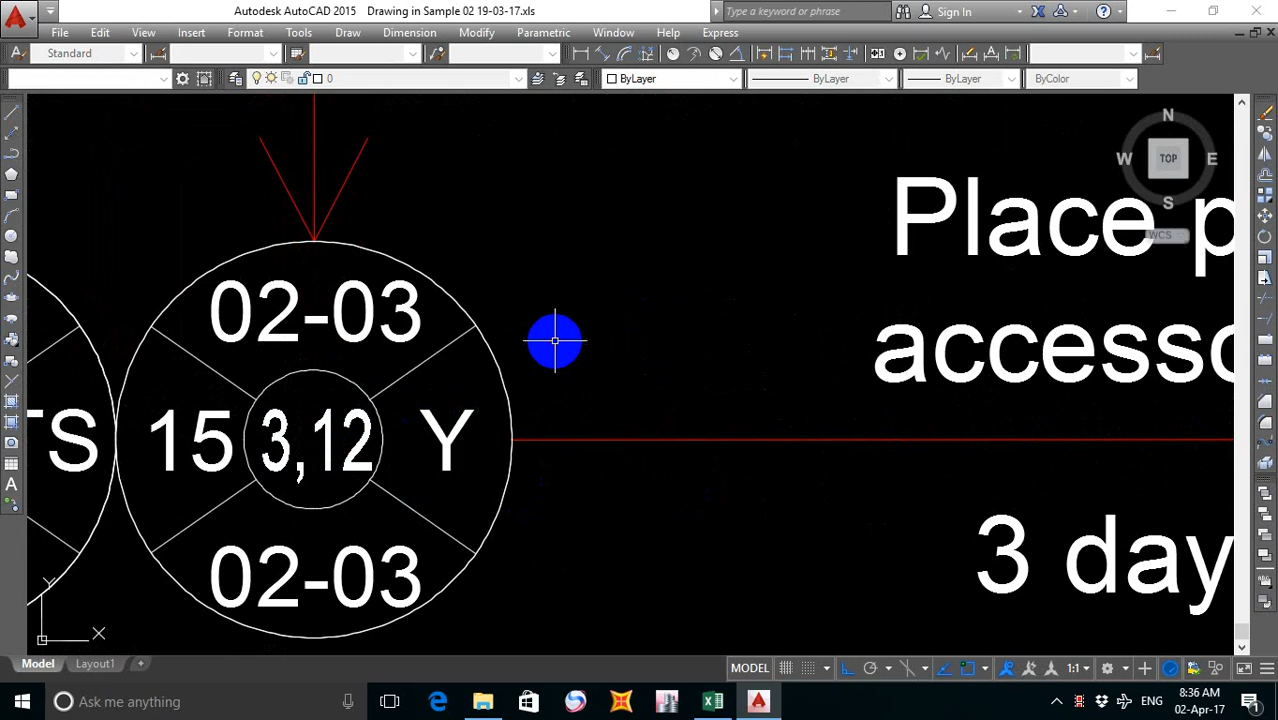 Autodesk AutoCAD 2015 Drawing in Sample 02 19-03-17.xls
Type a keyword or phrase
Sign In
File Edit View Insert Format Tools Draw Dimension Modify Parametric Window Help Express
Standard
0
ByLayer
ByLayer
ByLayer
ByColor
N
W TOP E
S
WCS
Place p
02-03
accesso
TS 15 3,12 Y
3 day
02-03
Y
X
Model Layout1
MODEL
1:1
Ask me anything
ENG
8:36 AM
02-Apr-17